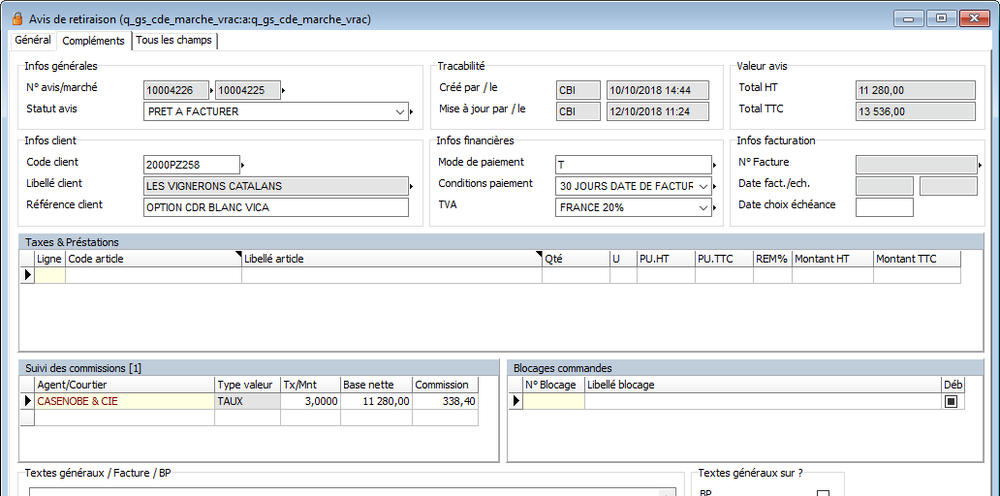 Avis de retiraison (q_gs_cde_marche_vrac:a:q_gs_cde_marche_vrac)
Général Compléments Tous les champs
Infos générales
N° avis/marché 10004226 10004225
Statut avis PRET A FACTURER
Tracabilité
Créé par / le CBI 10/10/2018 14:44
Mise à jour par / le CBI 12/10/2018 11:24
Valeur avis
Total HT 11 280,00
Total TTC 13 536,00
Infos client
Code client 2000PZ258
Libellé client LES VIGNERONS CATALANS
Référence client OPTION CDR BLANC VICA
Infos financières
Mode de paiement T
Conditions paiement 30 JOURS DATE DE FACTUR
TVA FRANCE 20%
Infos facturation
N° Facture
Date fact./ech.
Date choix échéance
Taxes & Préstations
Ligne Code article Libellé article Qté U PU.HT PU.TTC REM% Montant HT Montant TTC
Suivi des commissions [1]
Agent/Courtier Type valeur Tx/Mnt Base nette Commission
CASENOBE & CIE TAUX 3,0000 11 280,00 338,40
Blocages commandes
N° Blocage Libellé blocage Déb
Textes généraux / Facture / BP
Textes généraux sur ?
BP